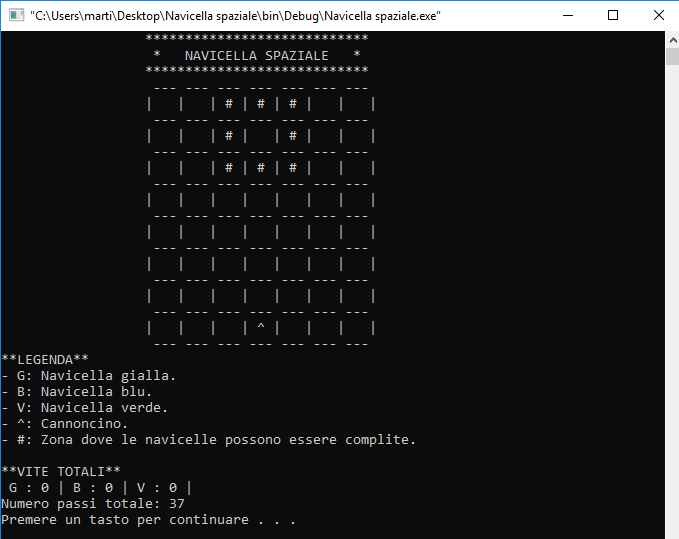 "C:\Users\marti\Desktop\Navicella spaziale\bin\Debug\Navicella spaziale.exe"
****************************
*   NAVICELLA SPAZIALE   *
****************************
--- --- --- --- --- --- ---
|   |   | # | # | # |   |   |
--- --- --- --- --- --- ---
|   |   | # |   | # |   |   |
--- --- --- --- --- --- ---
|   |   | # | # | # |   |   |
--- --- --- --- --- --- ---
|   |   |   |   |   |   |   |
--- --- --- --- --- --- ---
|   |   |   |   |   |   |   |
--- --- --- --- --- --- ---
|   |   |   |   |   |   |   |
--- --- --- --- --- --- ---
|   |   |   |   |   |   |   |
--- --- --- --- --- --- ---
|   |   |   | ^ |   |   |   |
--- --- --- --- --- --- ---
**LEGENDA**
- G: Navicella gialla.
- B: Navicella blu.
- V: Navicella verde.
- ^: Cannoncino.
- #: Zona dove le navicelle possono essere complite.
**VITE TOTALI**
G : 0 | B : 0 | V : 0 |
Numero passi totale: 37
Premere un tasto per continuare . . .